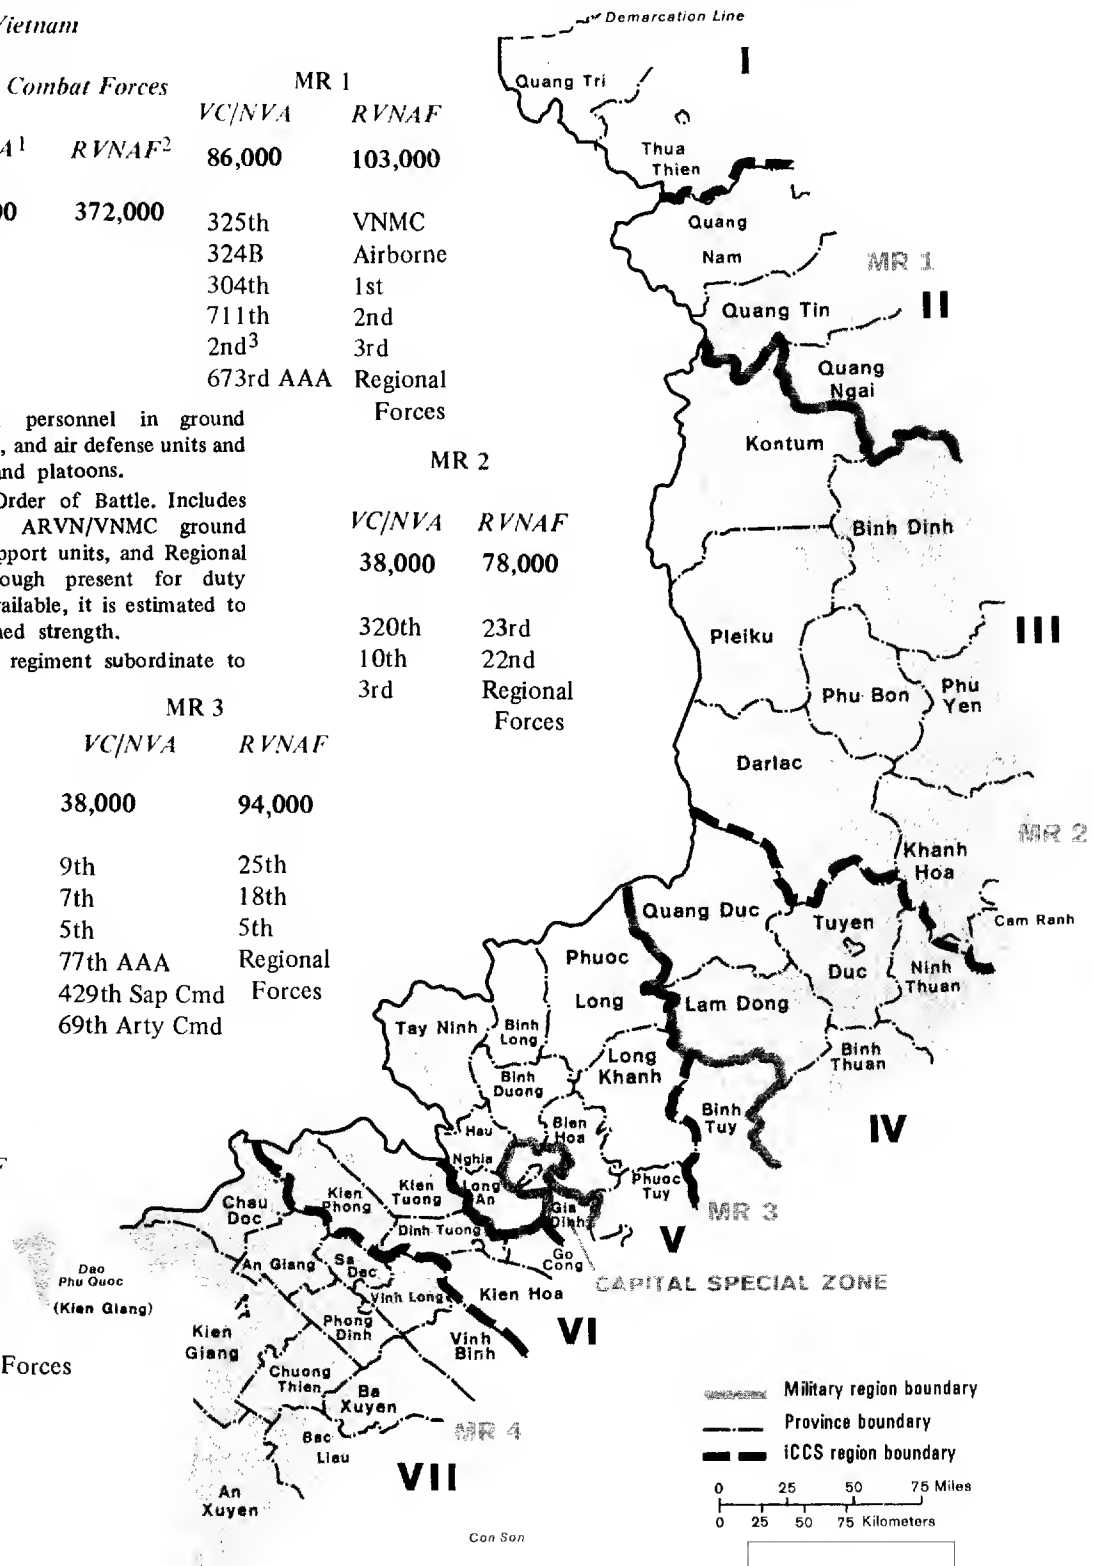 Vietnam
Combat Forces
A1 RVNAF2
00 372,000
MR 1
VC/NVA RVNAF
86,000 103,000
325th VNMC
324B Airborne
304th 1st
711th 2nd
2nd3 3rd
673rd AAA Regional
Forces
personnel in ground
, and air defense units and
and platoons.
Order of Battle. Includes
ARVN/VNMC ground
pport units, and Regional
ough present for duty
vailable, it is estimated to
ned strength.
regiment subordinate to
MR 2
VC/NVA RVNAF
38,000 78,000
320th 23rd
10th 22nd
3rd Regional
Forces
MR 3
VC/NVA RVNAF
38,000 94,000
9th 25th
7th 18th
5th 5th
77th AAA Regional
429th Sap Cmd Forces
69th Arty Cmd
F
Forces
Demarcation Line
I
Quang Tri
Thua
Thien
Quang
Nam
MR 1
Quang Tin
II
Quang
Ngai
Kontum
Binh Dinh
III
Pleiku
Phu Bon
Phu
Yen
Darlac
MR 2
Khanh
Hoa
Quang Duc
Tuyen
Duc
Cam Ranh
Ninh
Thuan
Phuoc
Long
Lam Dong
Tay Ninh
Binh
Long
Long
Khanh
Binh
Thuan
Binh
Duong
Binh
Tuy
IV
Hau
Nghia
Bien
Hoa
Long
An
Phuoc
Tuy
Gia
Dinh
MR 3
V
Chau
Doc
Kien
Phong
Kien
Tuong
Dinh Tuong
Go
Cong
CAPITAL SPECIAL ZONE
An Giang
Sa
Dec
Dao
Phu Quoc
(Kien Giang)
Vinh Long
Kien Hoa
VI
Phong
Dinh
Vinh
Binh
Kien
Giang
Chuong
Thien
Ba
Xuyen
MR 4
Bac
Lieu
VII
An
Xuyen
Con Son
Military region boundary
Province boundary
ICCS region boundary
0 25 50 75 Miles
0 25 50 75 Kilometers